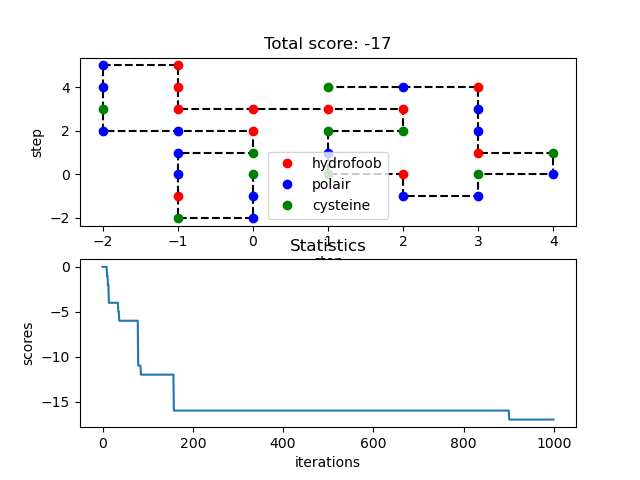 Total score: -17
step
4
2
0
−2
hydrofoob
polair
cysteine
−2 −1 0 1 2 3 4
step
Statistics
scores
0
−5
−10
−15
0 200 400 600 800 1000
iterations